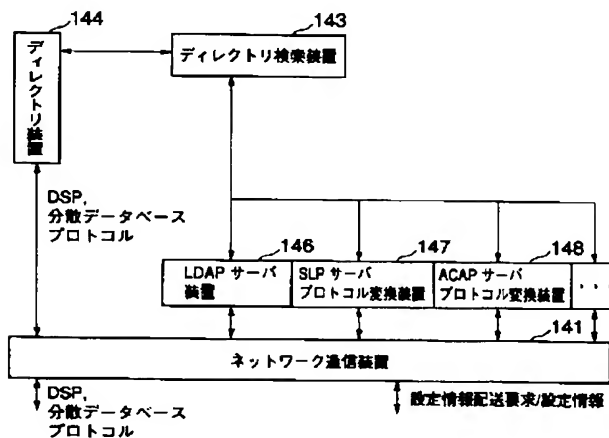 144
143
ディレクトリ装置
ディレクトリ検索装置
DSP,
分散データベース
プロトコル
146
147
148
LDAP サーバ
装置
SLP サーバ
プロトコル変換装置
ACAP サーバ
プロトコル変換装置
・・・
141
ネットワーク通信装置
DSP,
分散データベース
プロトコル
設定情報配送要求/設定情報